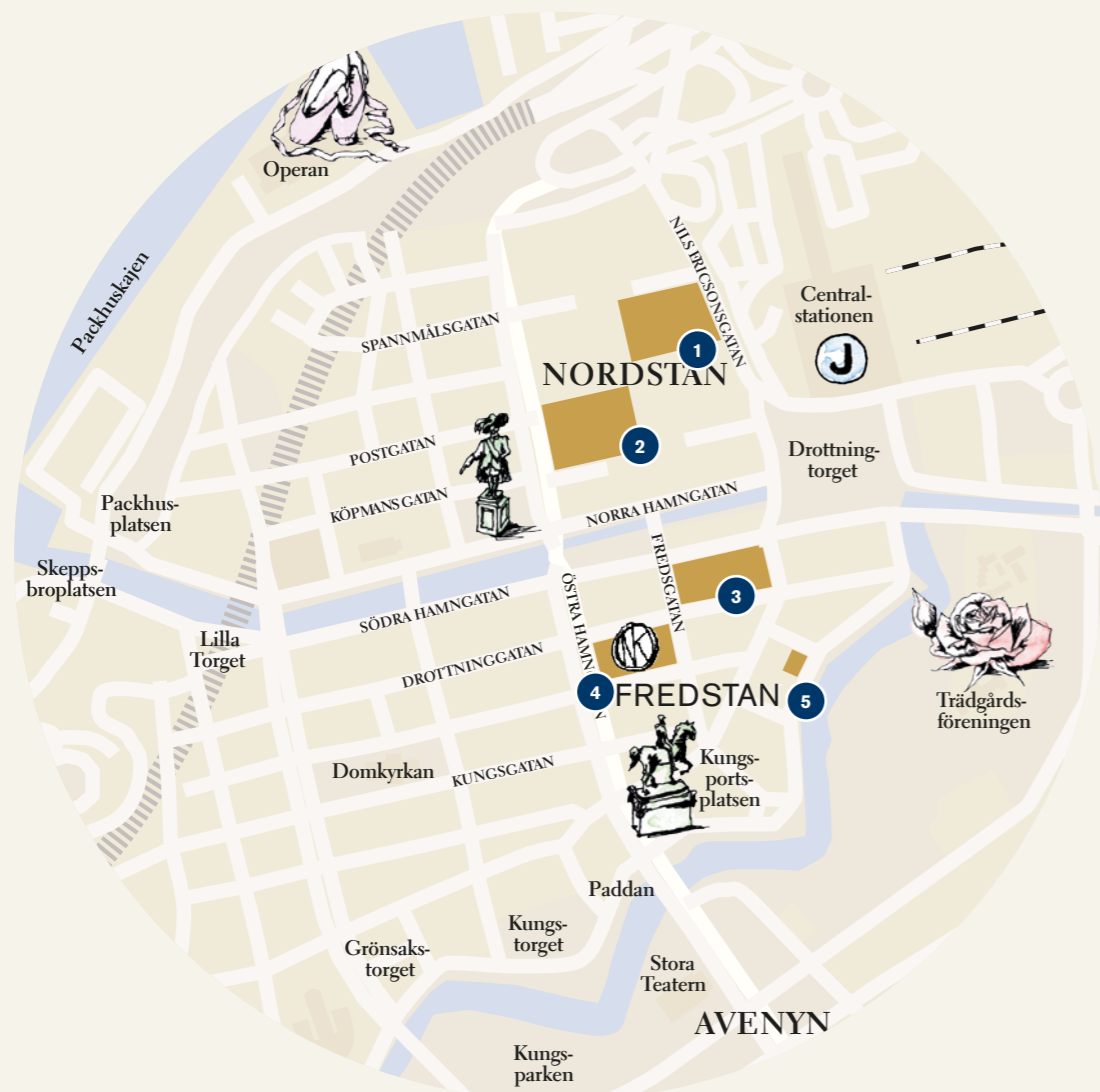 Operan
Packhuskajen
NILS ERICSONSGATAN
Central-
stationen
J
SPANNMÅLSGATAN
1
NORDSTAN
2
POSTGATAN
Drottning-
torget
KÖPMANSGATAN
NORRA HAMNGATAN
Packhus-
platsen
FREDSGATAN
Skepps-
broplatsen
SÖDRA HAMNGATAN
ÖSTRA HAMN
N
3
Lilla
Torget
NK
DROTTNINGGATAN
4
FREDSTAN
5
Trädgårds-
föreningen
Domkyrkan
KUNGSGATAN
Kungs-
ports-
platsen
Paddan
Kungs-
torget
Grönsaks-
torget
Stora
Teatern
AVENYN
Kungs-
parken